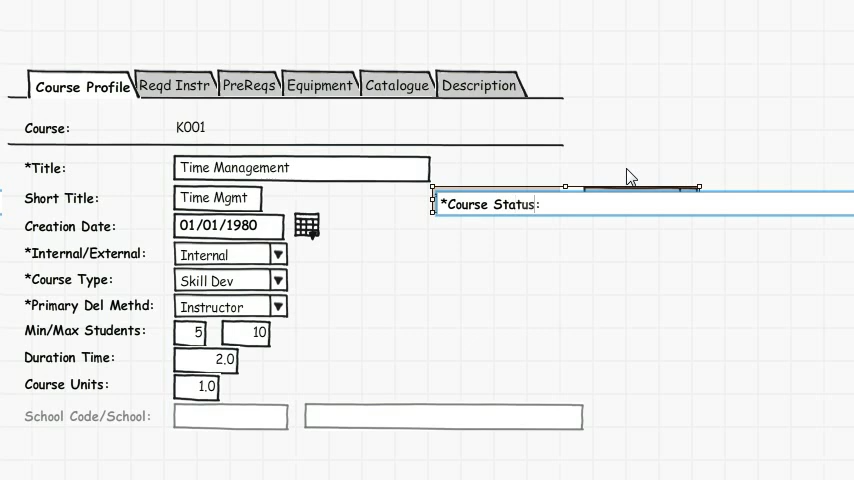 Course Profile Reqd Instr PreReqs Equipment Catalogue Description
Course: K001
*Title: Time Management
Short Title: Time Mgmt *Course Status:
Creation Date: 01/01/1980
*Internal/External: Internal
*Course Type: Skill Dev
*Primary Del Methd: Instructor
Min/Max Students: 5 10
Duration Time: 2.0
Course Units: 1.0
School Code/School: